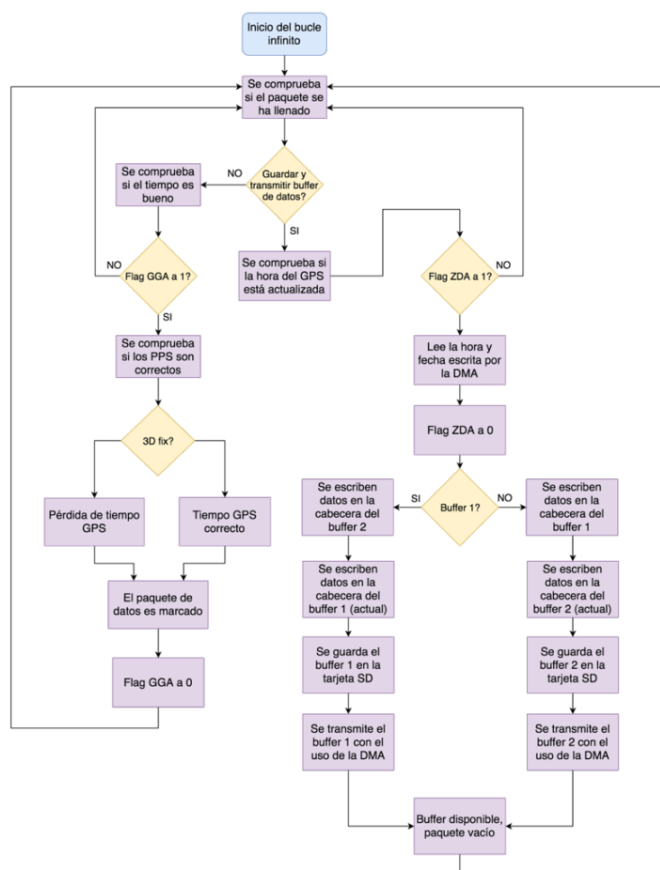 Inicio del bucle
infinito
Se comprueba
si el paquete se
ha llenado
Guardar y
transmitir buffer
de datos?
NO
SI
Se comprueba
si el tiempo es
bueno
Flag GGA a 1?
NO
SI
Se comprueba si
la hora del GPS
está actualizada
Flag ZDA a 1?
NO
SI
Se comprueba
si los PPS son
correctos
Lee la hora y
fecha escrita por
la DMA
3D fix?
Flag ZDA a 0
Pérdida de tiempo
GPS
Tiempo GPS
correcto
Buffer 1?
SI
NO
Se escriben
datos en la
cabecera del
buffer 2
Se escriben
datos en la
cabecera del
buffer 1
El paquete de
datos es marcado
Se escriben
datos en la
cabecera del
buffer 1 (actual)
Se escriben
datos en la
cabecera del
buffer 2 (actual)
Flag GGA a 0
Se guarda el
buffer 1 en la
tarjeta SD
Se guarda el
buffer 2 en la
tarjeta SD
Se transmite el
buffer 1 con el
uso de la DMA
Se transmite el
buffer 2 con el
uso de la DMA
Buffer disponible,
paquete vacío